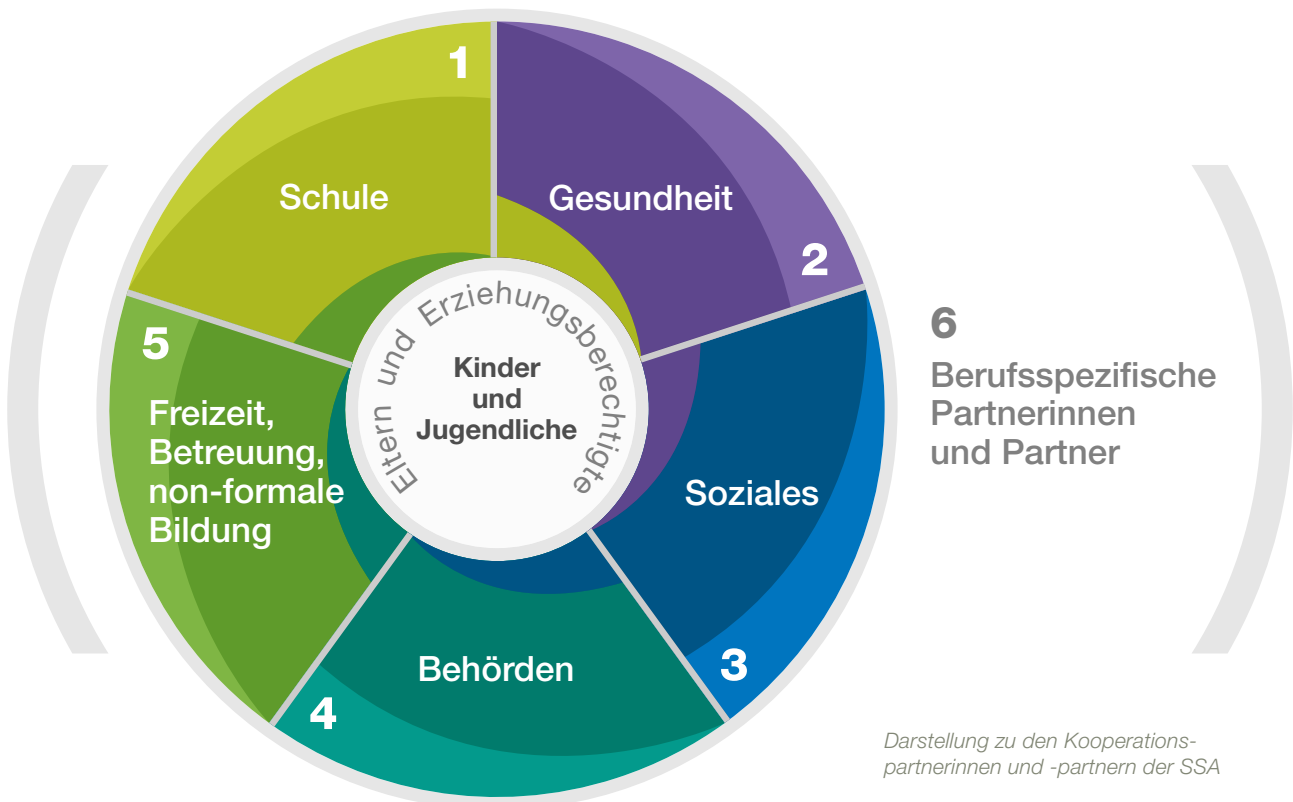 1
Schule
Gesundheit
2
Eltern und Erziehungsberechtigte
Kinder
und
Jugendliche
5
Freizeit,
Betreuung,
non-formale
Bildung
Soziales
3
Behörden
4
6
Berufsspezifische
Partnerinnen
und Partner
Darstellung zu den Kooperations-
partnerinnen und -partnern der SSA